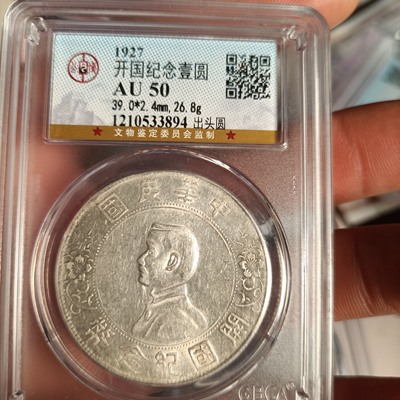 1927
开国纪念壹圆
AU 50
39.0*2.4mm,26.8g
1210533894 出头圆
★ 文物鉴定委员会监制 ★
國民華中
幣念紀國開